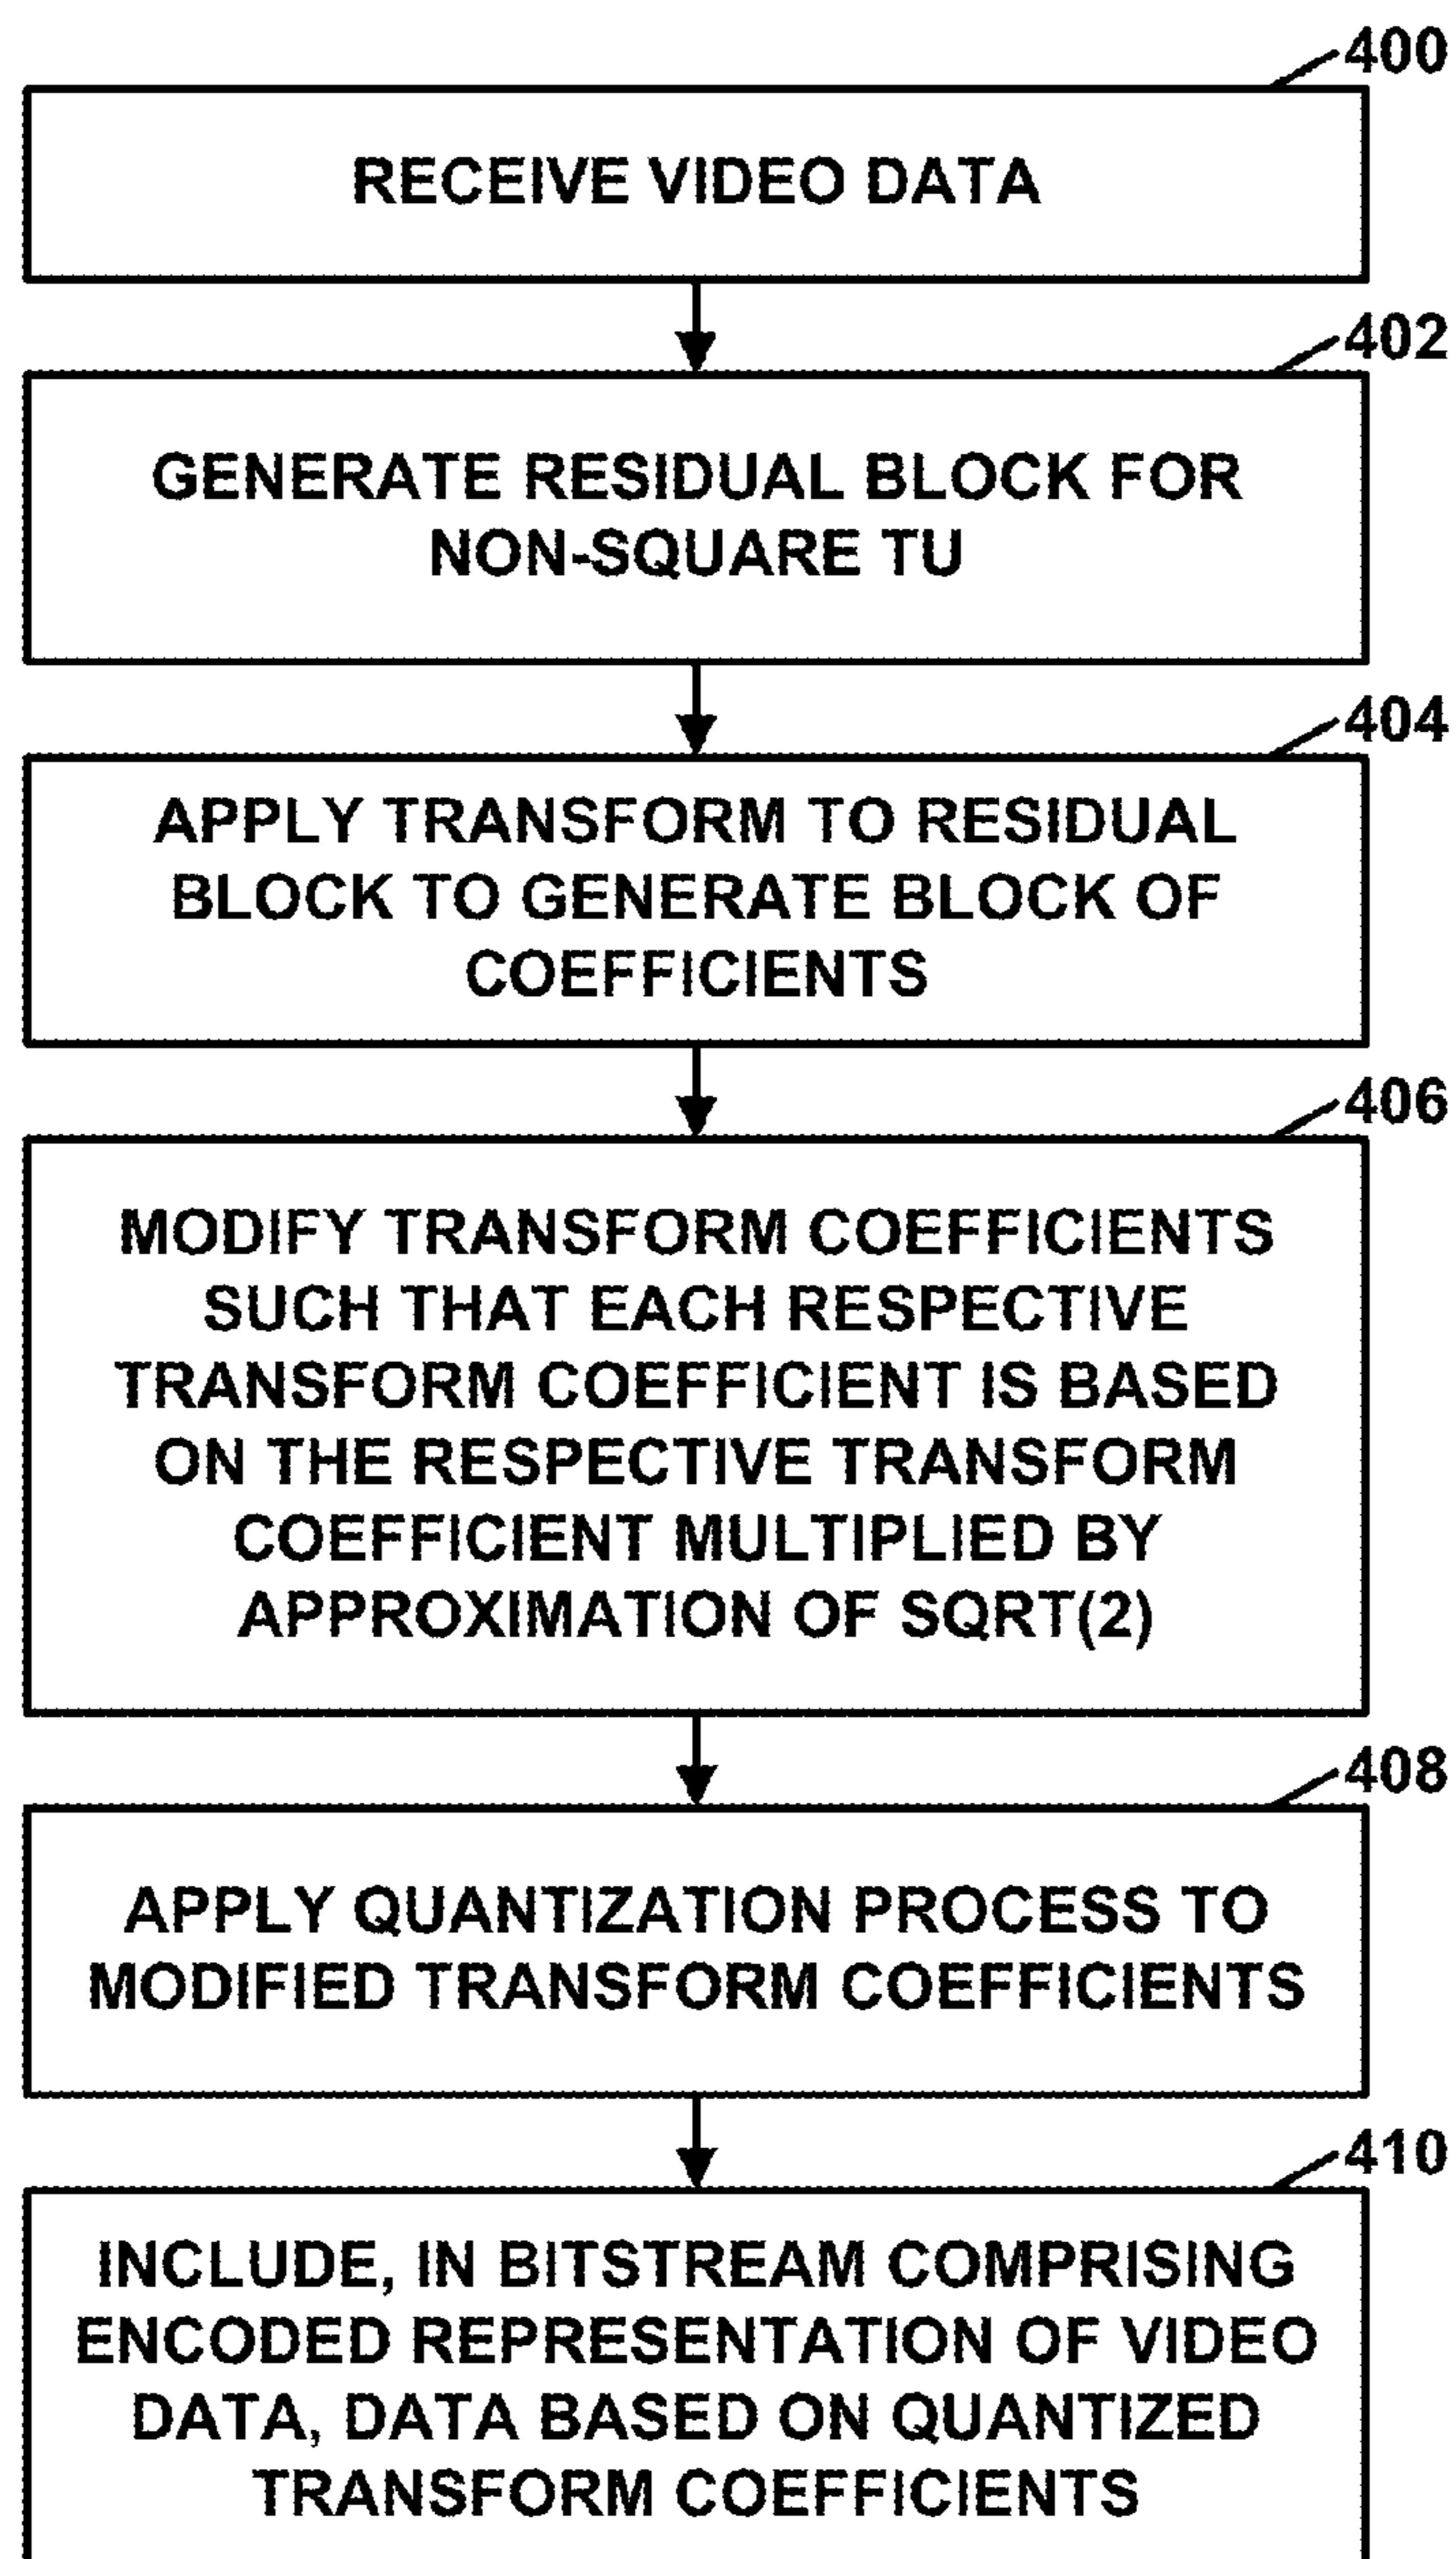 400
RECEIVE VIDEO DATA
402
GENERATE RESIDUAL BLOCK FOR
NON-SQUARE TU
404
APPLY TRANSFORM TO RESIDUAL
BLOCK TO GENERATE BLOCK OF
COEFFICIENTS
406
MODIFY TRANSFORM COEFFICIENTS
SUCH THAT EACH RESPECTIVE
TRANSFORM COEFFICIENT IS BASED
ON THE RESPECTIVE TRANSFORM
COEFFICIENT MULTIPLIED BY
APPROXIMATION OF SQRT(2)
408
APPLY QUANTIZATION PROCESS TO
MODIFIED TRANSFORM COEFFICIENTS
410
INCLUDE, IN BITSTREAM COMPRISING
ENCODED REPRESENTATION OF VIDEO
DATA, DATA BASED ON QUANTIZED
TRANSFORM COEFFICIENTS